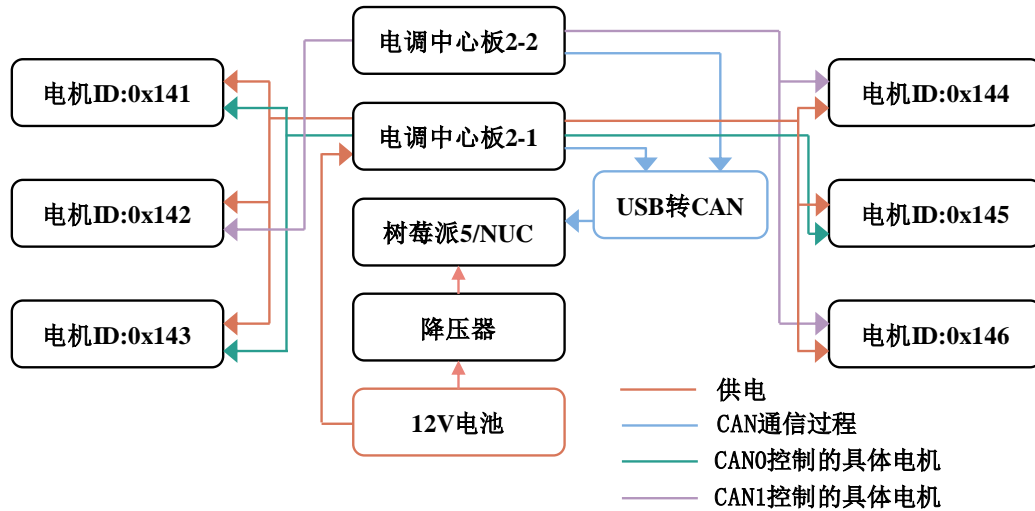 电调中心板2-2
电机ID:0x141
电机ID:0x144
电调中心板2-1
电机ID:0x142
USB转CAN
电机ID:0x145
树莓派5/NUC
电机ID:0x143
降压器
电机ID:0x146
12V电池
供电
CAN通信过程
CAN0控制的具体电机
CAN1控制的具体电机